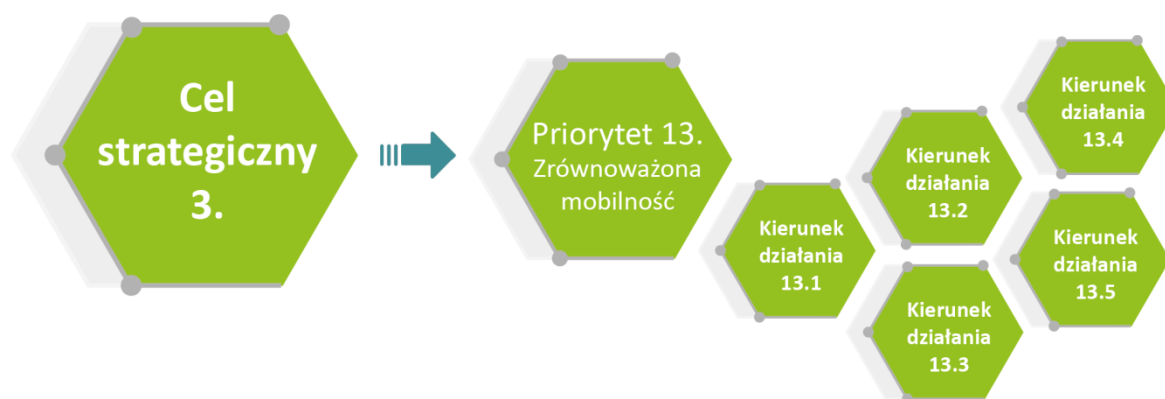 Cel
strategiczny
3.
Priorytet 13.
Zrównoważona
mobilność
Kierunek
działania
13.1
Kierunek
działania
13.2
Kierunek
działania
13.3
Kierunek
działania
13.4
Kierunek
działania
13.5